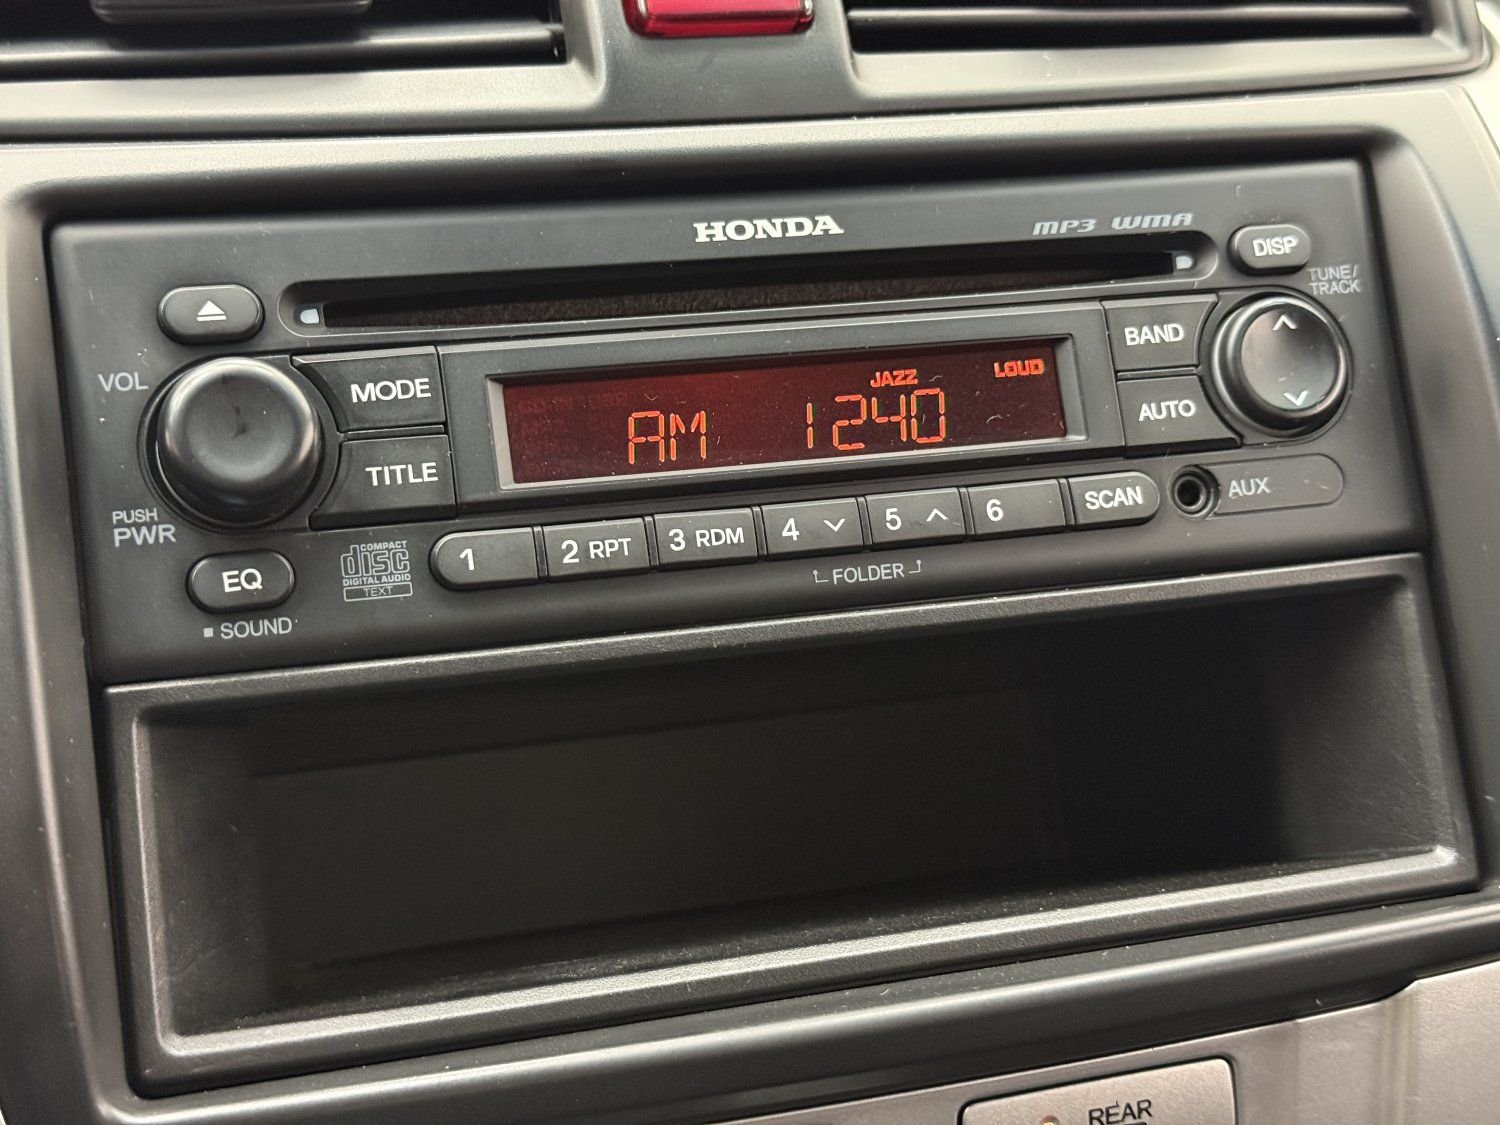 HONDA
MP3 WMA
DISP
TUNE/
TRACK
VOL
MODE
BAND
JAZZ
LOUD
AM 1240
AUTO
TITLE
PUSH
PWR
1
2 RPT
3 RDM
4
5
6
SCAN
AUX
COMPACT
disc
DIGITAL AUDIO
TEXT
FOLDER
EQ
SOUND
REAR